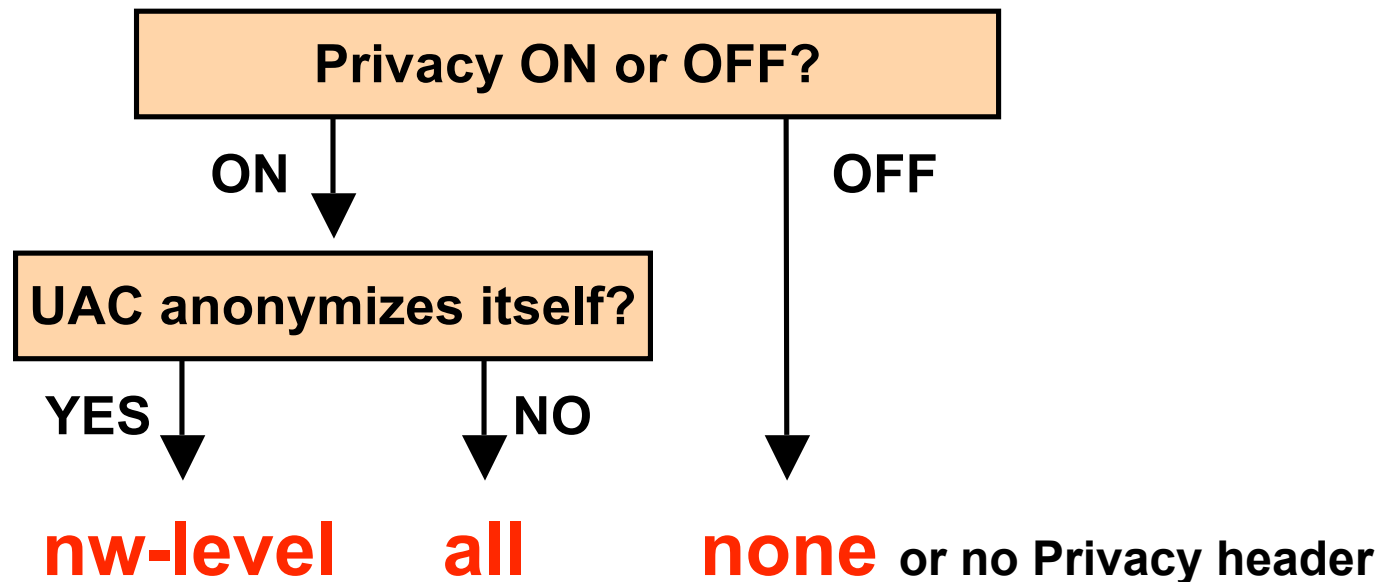 Privacy ON or OFF?
ON
OFF
UAC anonymizes itself?
YES
NO
nw-level all none or no Privacy header